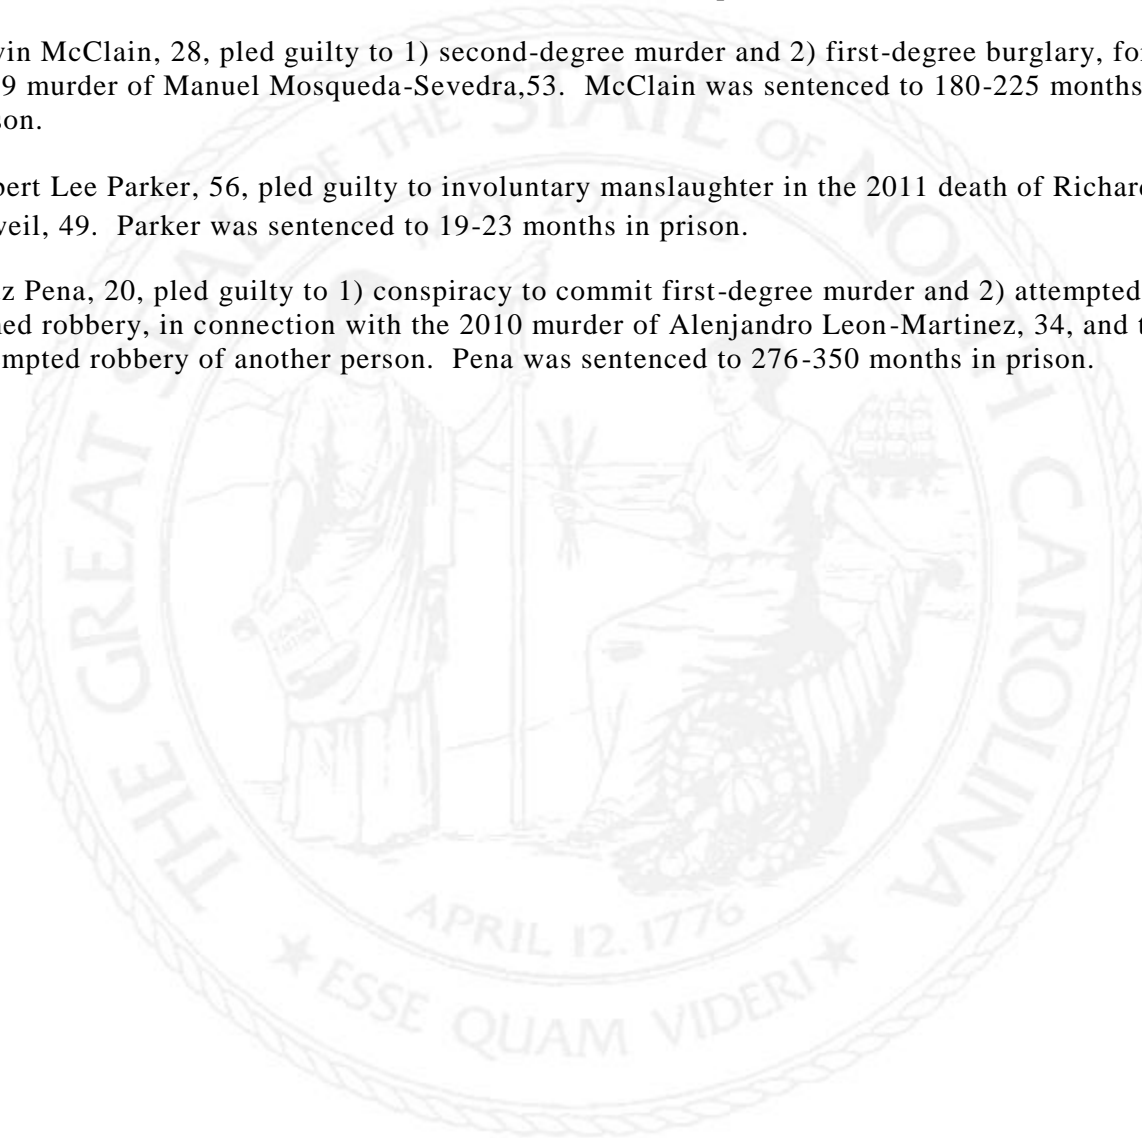 vin McClain, 28, pled guilty to 1) second-degree murder and 2) first-degree burglary, for
9 murder of Manuel Mosqueda-Sevedra,53. McClain was sentenced to 180-225 months
son.
bert Lee Parker, 56, pled guilty to involuntary manslaughter in the 2011 death of Richar
veil, 49. Parker was sentenced to 19-23 months in prison.
z Pena, 20, pled guilty to 1) conspiracy to commit first-degree murder and 2) attempted
ned robbery, in connection with the 2010 murder of Alenjandro Leon-Martinez, 34, and t
mpted robbery of another person. Pena was sentenced to 276-350 months in prison.
THE GREAT SEAL OF THE STATE OF NORTH CAROLINA
CONSTI
TUTION
APRIL 12. 1776
★ ESSE QUAM VIDERI ★